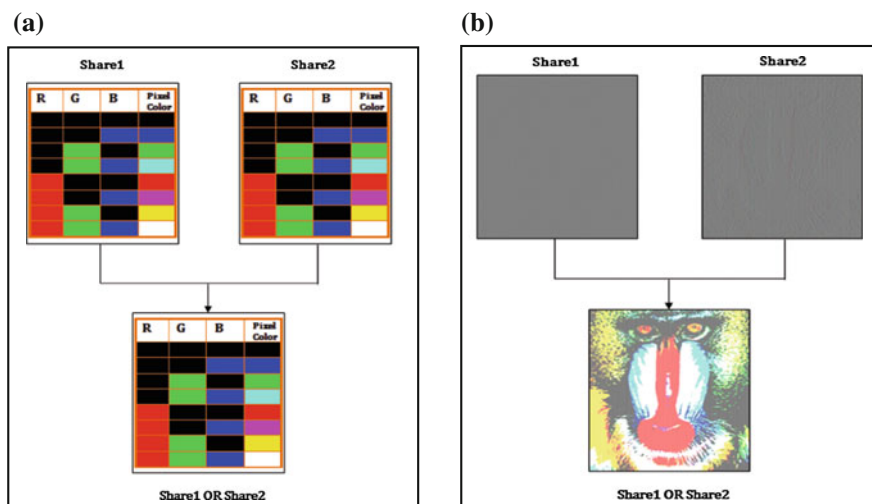 (a)
Share1 Share2
R G B Pixel
Color
R G B Pixel
Color
R G B Pixel
Color
Share1 OR Share2
(b)
Share1 Share2
Share1 OR Share2